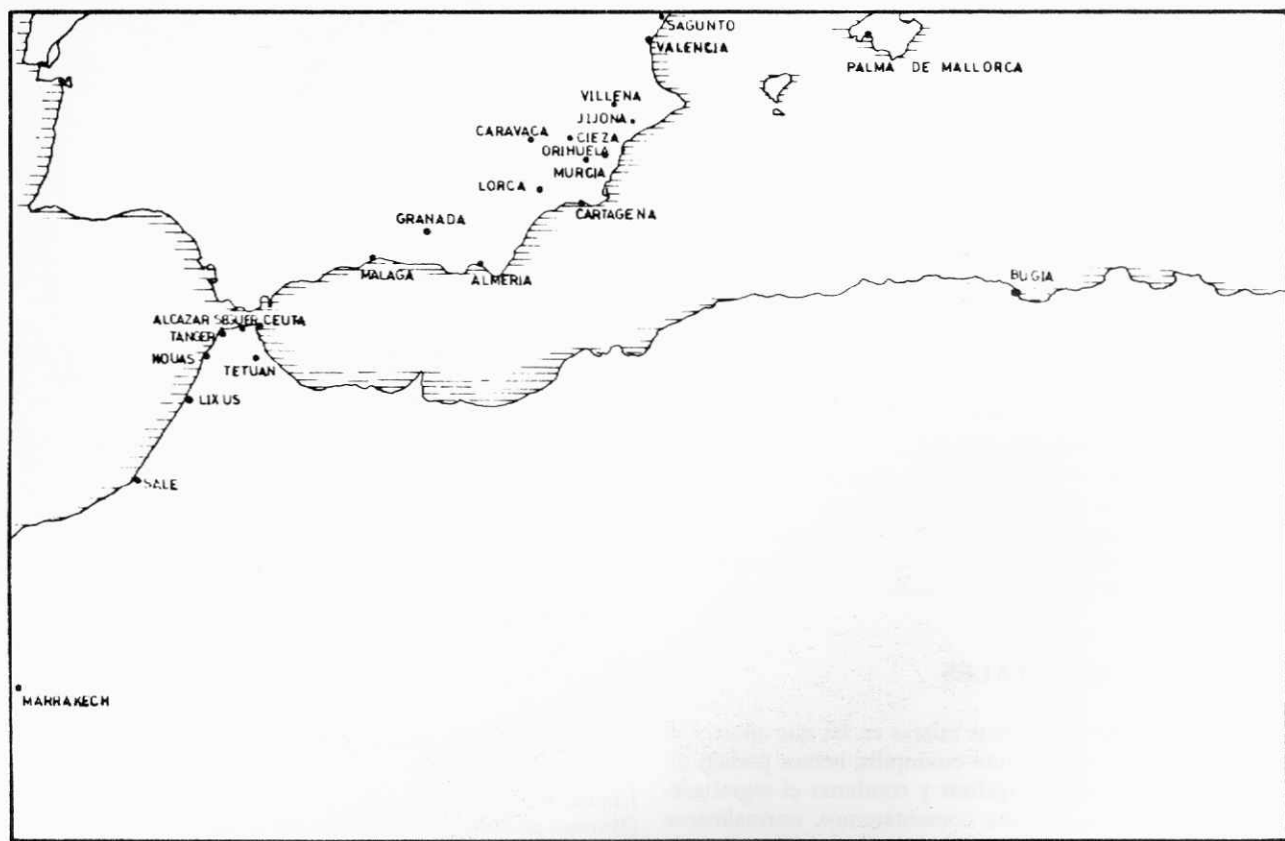 SAGUNTO
VALENCIA
PALMA DE MALLORCA
VILLENA
JIJONA
CARAVACA
CIEZA
ORIHUELA
MURCIA
LORCA
CARTAGENA
GRANADA
MALAGA
ALMERIA
BUGIA
ALCAZAR SEGUER
CEUTA
TANGER
TETUAN
LIXUS
SALE
MARRAKECH